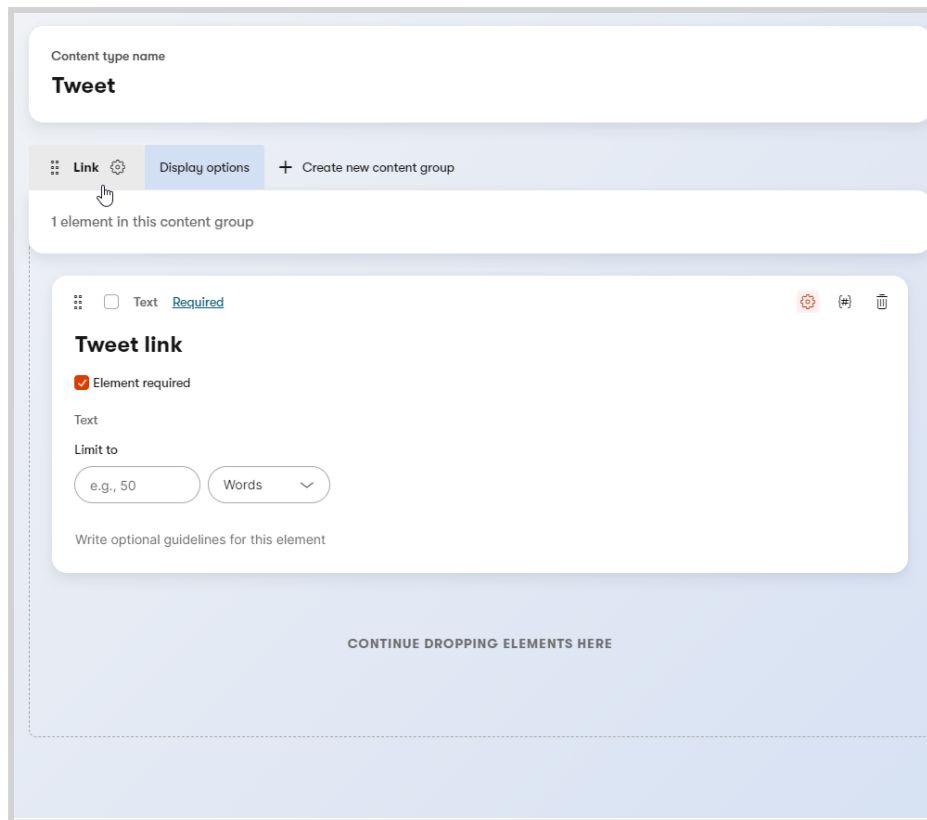 Content type name
Tweet
Link Display options + Create new content group
1 element in this content group
Text Required {#}
Tweet link
Element required
Text
Limit to
e.g., 50 Words
Write optional guidelines for this element
CONTINUE DROPPING ELEMENTS HERE